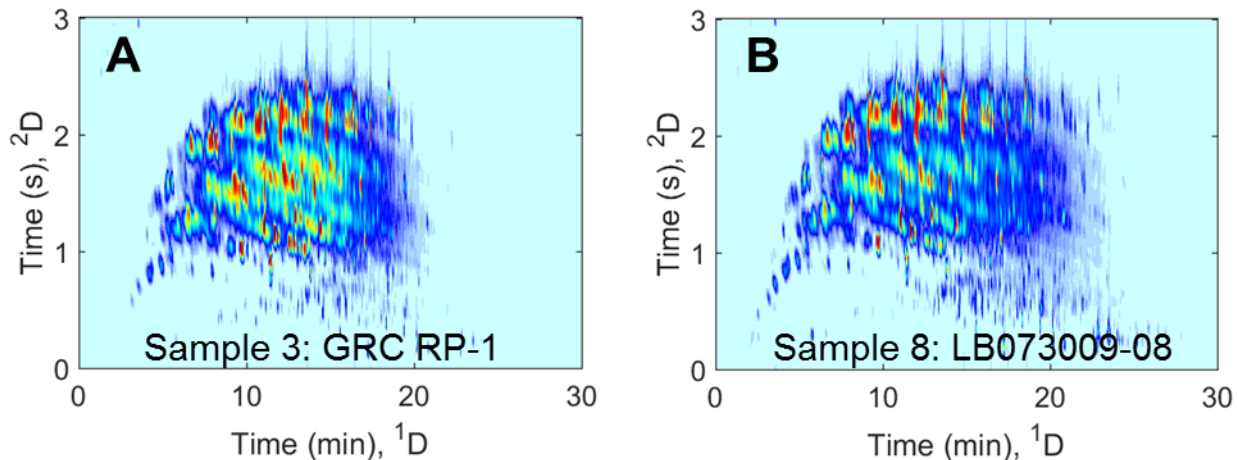 A
3
2
1
0
Time (s), ²D
Sample 3: GRC RP-1
0 10 20 30
Time (min), ¹D
B
3
2
1
0
Time (s), ²D
Sample 8: LB073009-08
0 10 20 30
Time (min), ¹D